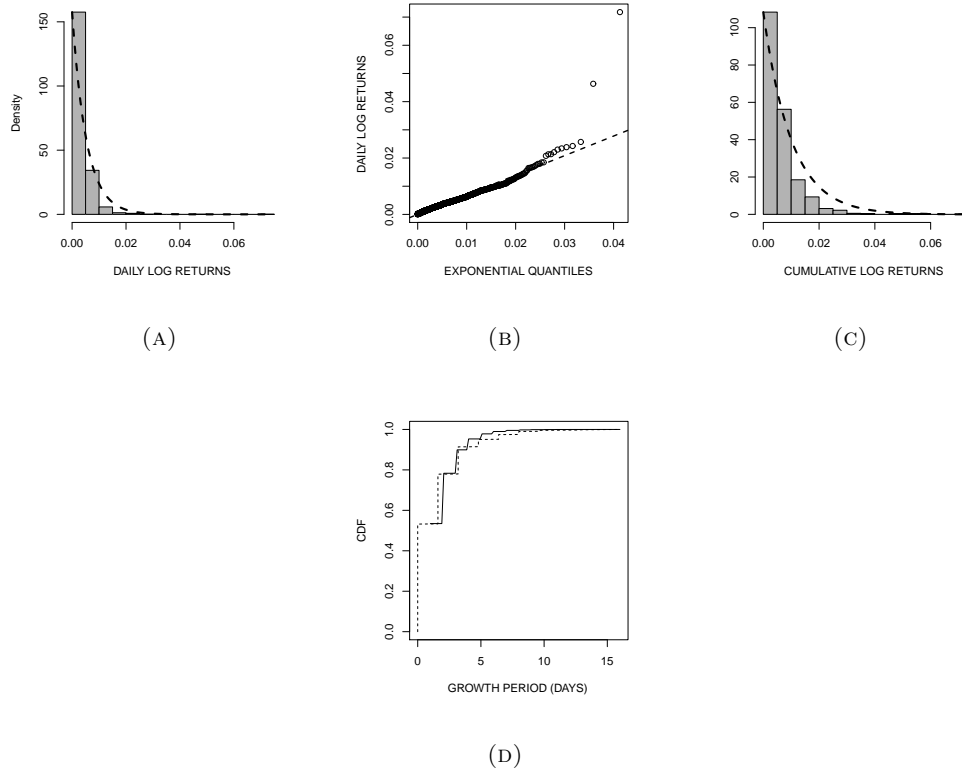 Density
0 50 100 150
0.00 0.02 0.04 0.06
DAILY LOG RETURNS
(A)
DAILY LOG RETURNS
0.00 0.02 0.04 0.06
0.00 0.01 0.02 0.03 0.04
EXPONENTIAL QUANTILES
(B)
0 20 40 60 80 100
0.00 0.02 0.04 0.06
CUMULATIVE LOG RETURNS
(C)
CDF
0.0 0.2 0.4 0.6 0.8 1.0
0 5 10 15
GROWTH PERIOD (DAYS)
(D)